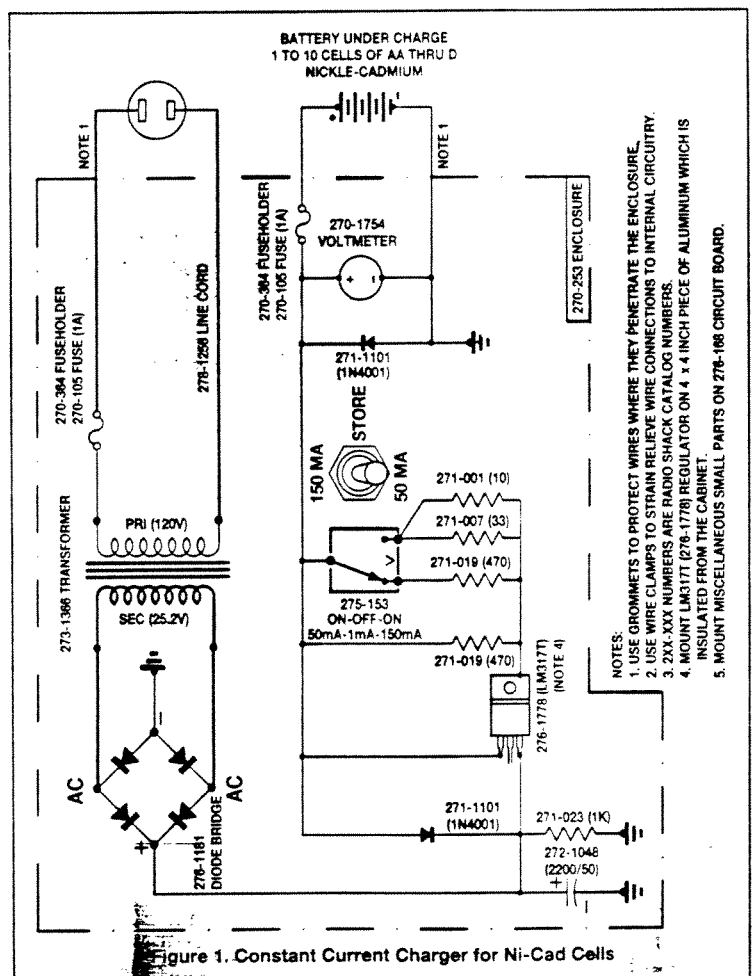 BATTERY UNDER CHARGE
1 TO 10 CELLS OF AA THRU D
NICKLE-CADMIUM
NOTE 1
NOTE 1
270-364 FUSEHOLDER
270-105 FUSE (1A)
278-1256 LINE CORD
270-364 FUSEHOLDER
270-105 FUSE (1A)
270-1754
VOLTMETER
+ -
270-253 ENCLOSURE
271-1101
(1N4001)
150 MA
STORE
50 MA
273-1366 TRANSFORMER
PRI (120V)
SEC (25.2V)
271-001 (10)
271-007 (33)
271-019 (470)
275-153
ON-OFF-ON
50mA-1mA-150mA
271-019 (470)
276-1778 (LM317T)
(NOTE 4)
AC
AC
276-1181
DIODE BRIDGE
271-1101
(1N4001)
271-023 (1K)
272-1048
(2200/50)
NOTES:
1. USE GROMMETS TO PROTECT WIRES WHERE THEY PENETRATE THE ENCLOSURE.
2. USE WIRE CLAMPS TO STRAIN RELIEVE WIRE CONNECTIONS TO INTERNAL CIRCUITRY.
3. 2XX-XXX NUMBERS ARE RADIO SHACK CATALOG NUMBERS.
4. MOUNT LM317T (276-1778) REGULATOR ON 4 x 4 INCH PIECE OF ALUMINUM WHICH IS
INSULATED FROM THE CABINET.
5. MOUNT MISCELLANEOUS SMALL PARTS ON 276-168 CIRCUIT BOARD.
igure 1. Constant Current Charger for Ni-Cad Cells